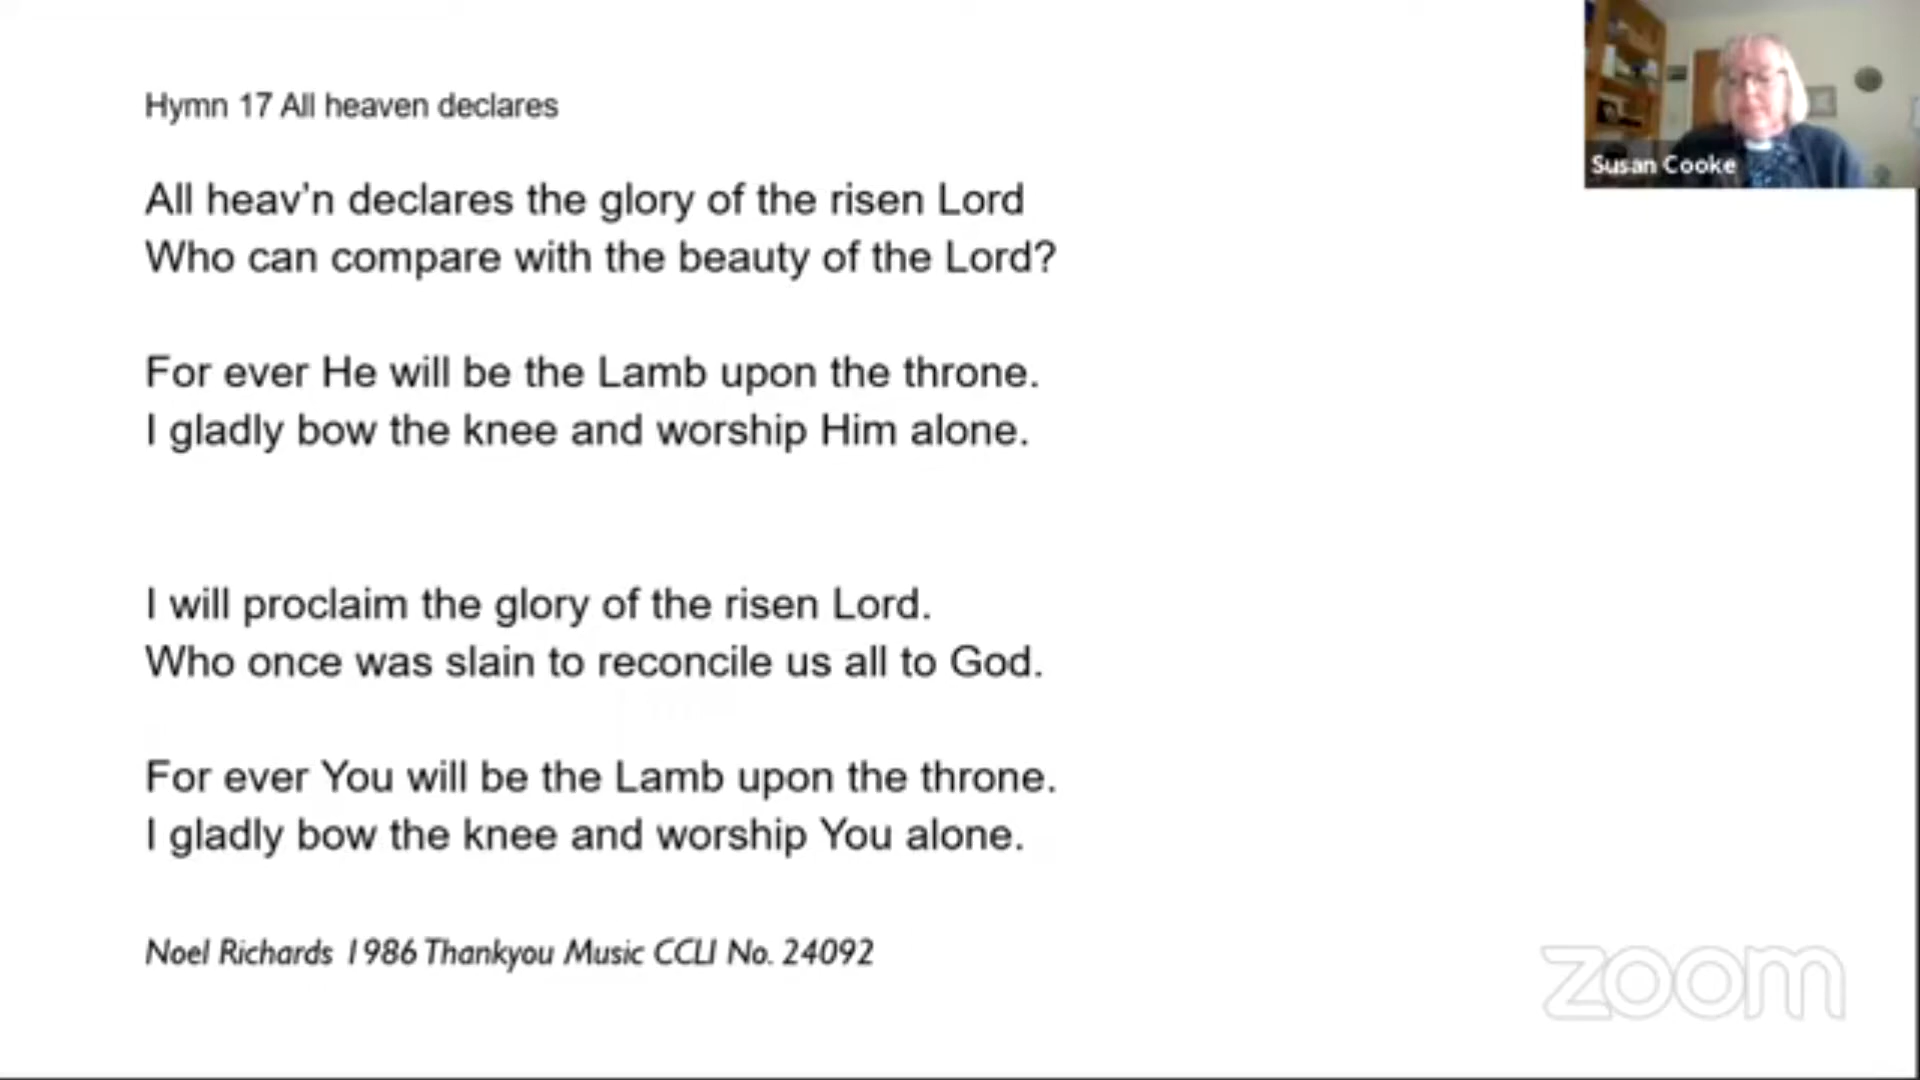 Hymn 17 All heaven declares
All heav'n declares the glory of the risen Lord
Who can compare with the beauty of the Lord?
For ever He will be the Lamb upon the throne.
I gladly bow the knee and worship Him alone.
I will proclaim the glory of the risen Lord.
Who once was slain to reconcile us all to God.
For ever You will be the Lamb upon the throne.
I gladly bow the knee and worship You alone.
Noel Richards 1986 Thankyou Music CCLI No. 24092
Susan Cooke
zoom